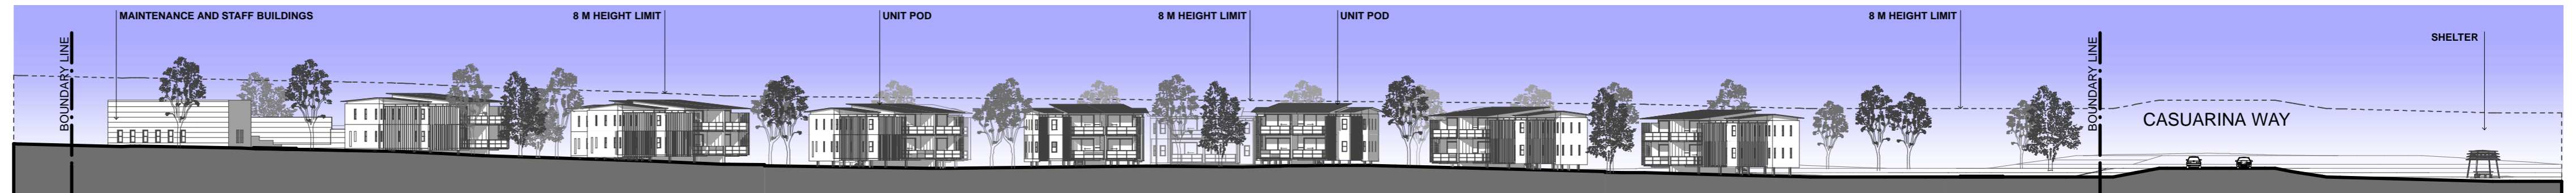 MAINTENANCE AND STAFF BUILDINGS
8 M HEIGHT LIMIT
UNIT POD
8 M HEIGHT LIMIT
UNIT POD
8 M HEIGHT LIMIT
SHELTER
BOUNDARY LINE
BOUNDARY LINE
CASUARINA WAY